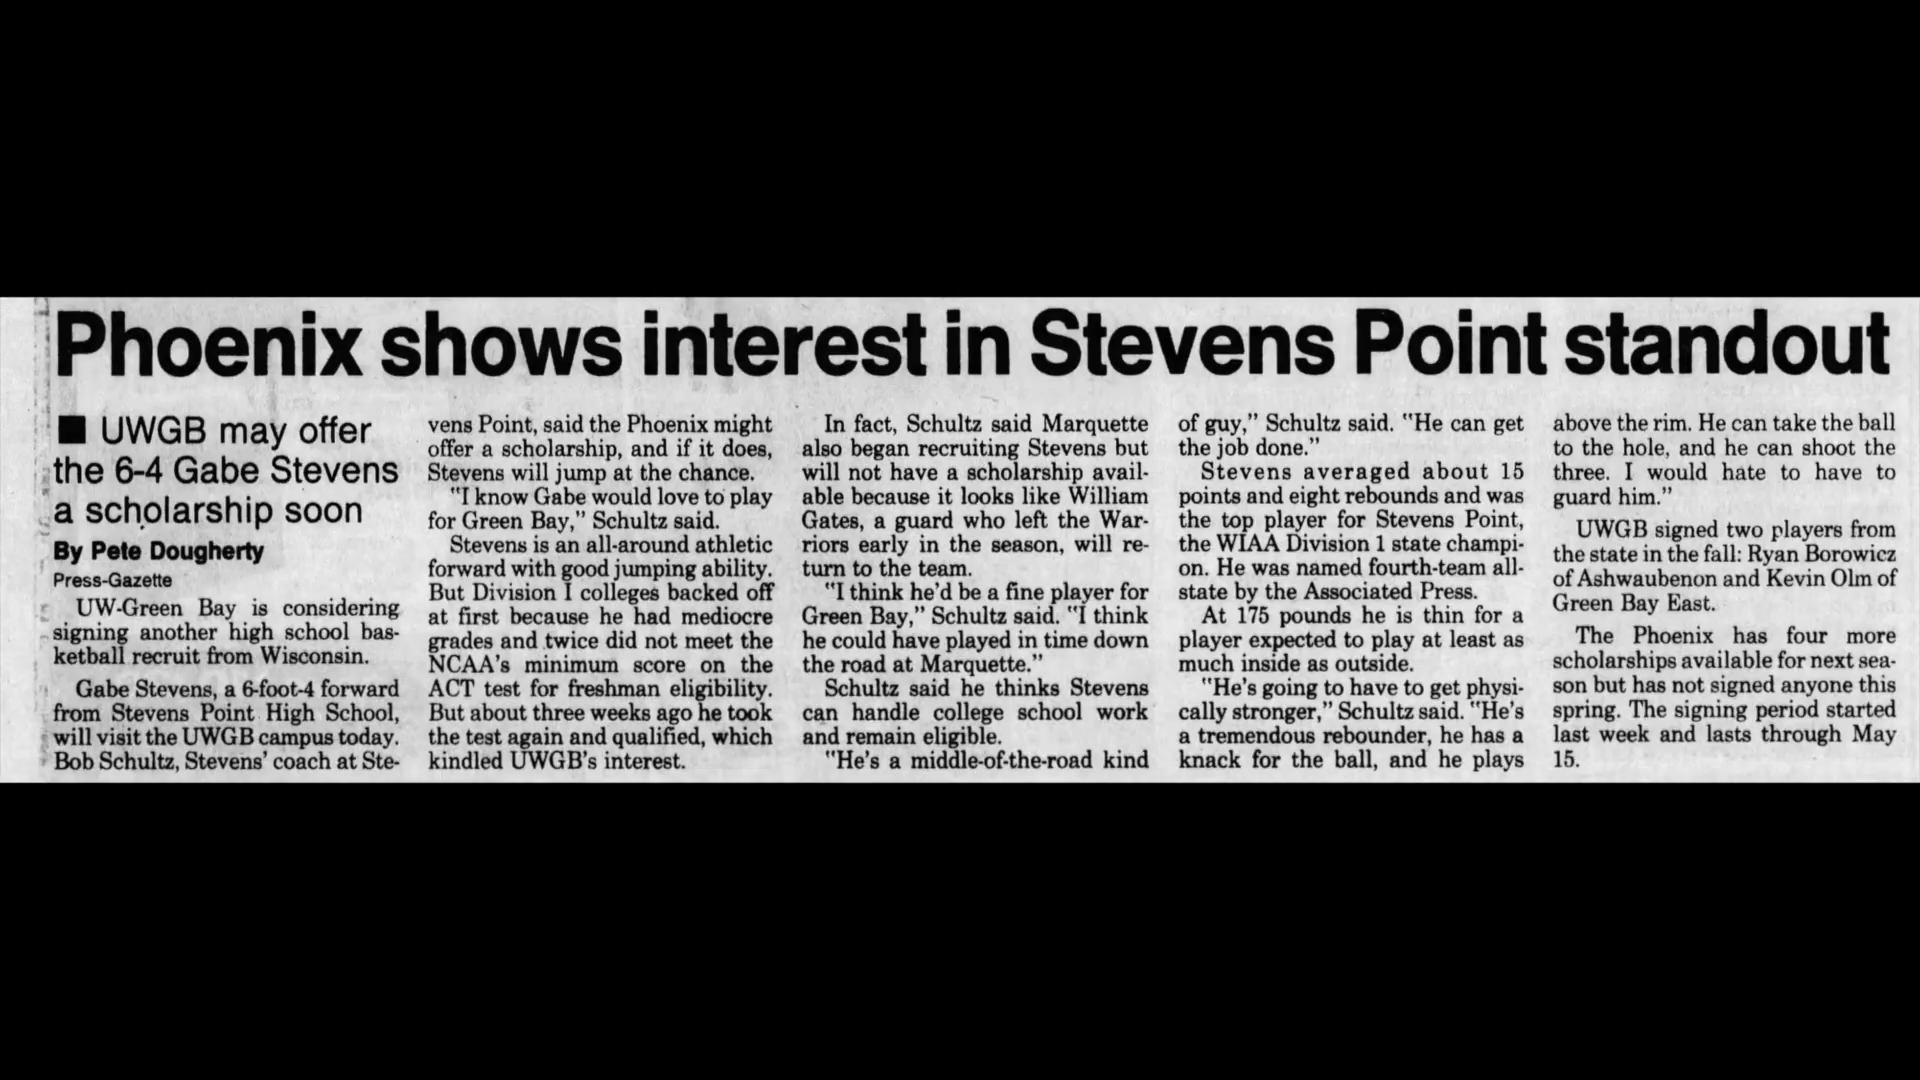 Phoenix shows interest in Stevens Point standout
■ UWGB may offer
the 6-4 Gabe Stevens
a scholarship soon
By Pete Dougherty
Press-Gazette
UW-Green Bay is considering
signing another high school bas-
ketball recruit from Wisconsin.
Gabe Stevens, a 6-foot-4 forward
from Stevens Point High School,
will visit the UWGB campus today.
Bob Schultz, Stevens' coach at Ste-
vens Point, said the Phoenix might
offer a scholarship, and if it does,
Stevens will jump at the chance.
"I know Gabe would love to play
for Green Bay," Schultz said.
Stevens is an all-around athletic
forward with good jumping ability.
But Division I colleges backed off
at first because he had mediocre
grades and twice did not meet the
NCAA's minimum score on the
ACT test for freshman eligibility.
But about three weeks ago he took
the test again and qualified, which
kindled UWGB's interest.
In fact, Schultz said Marquette
also began recruiting Stevens but
will not have a scholarship avail-
able because it looks like William
Gates, a guard who left the War-
riors early in the season, will re-
turn to the team.
"I think he'd be a fine player for
Green Bay," Schultz said. "I think
he could have played in time down
the road at Marquette."
Schultz said he thinks Stevens
can handle college school work
and remain eligible.
"He's a middle-of-the-road kind
of guy," Schultz said. "He can get
the job done."
Stevens averaged about 15
points and eight rebounds and was
the top player for Stevens Point,
the WIAA Division 1 state champi-
on. He was named fourth-team all-
state by the Associated Press.
At 175 pounds he is thin for a
player expected to play at least as
much inside as outside.
"He's going to have to get physi-
cally stronger," Schultz said. "He's
a tremendous rebounder, he has a
knack for the ball, and he plays
above the rim. He can take the ball
to the hole, and he can shoot the
three. I would hate to have to
guard him."
UWGB signed two players from
the state in the fall: Ryan Borowicz
of Ashwaubenon and Kevin Olm of
Green Bay East.
The Phoenix has four more
scholarships available for next sea-
son but has not signed anyone this
spring. The signing period started
last week and lasts through May
15.